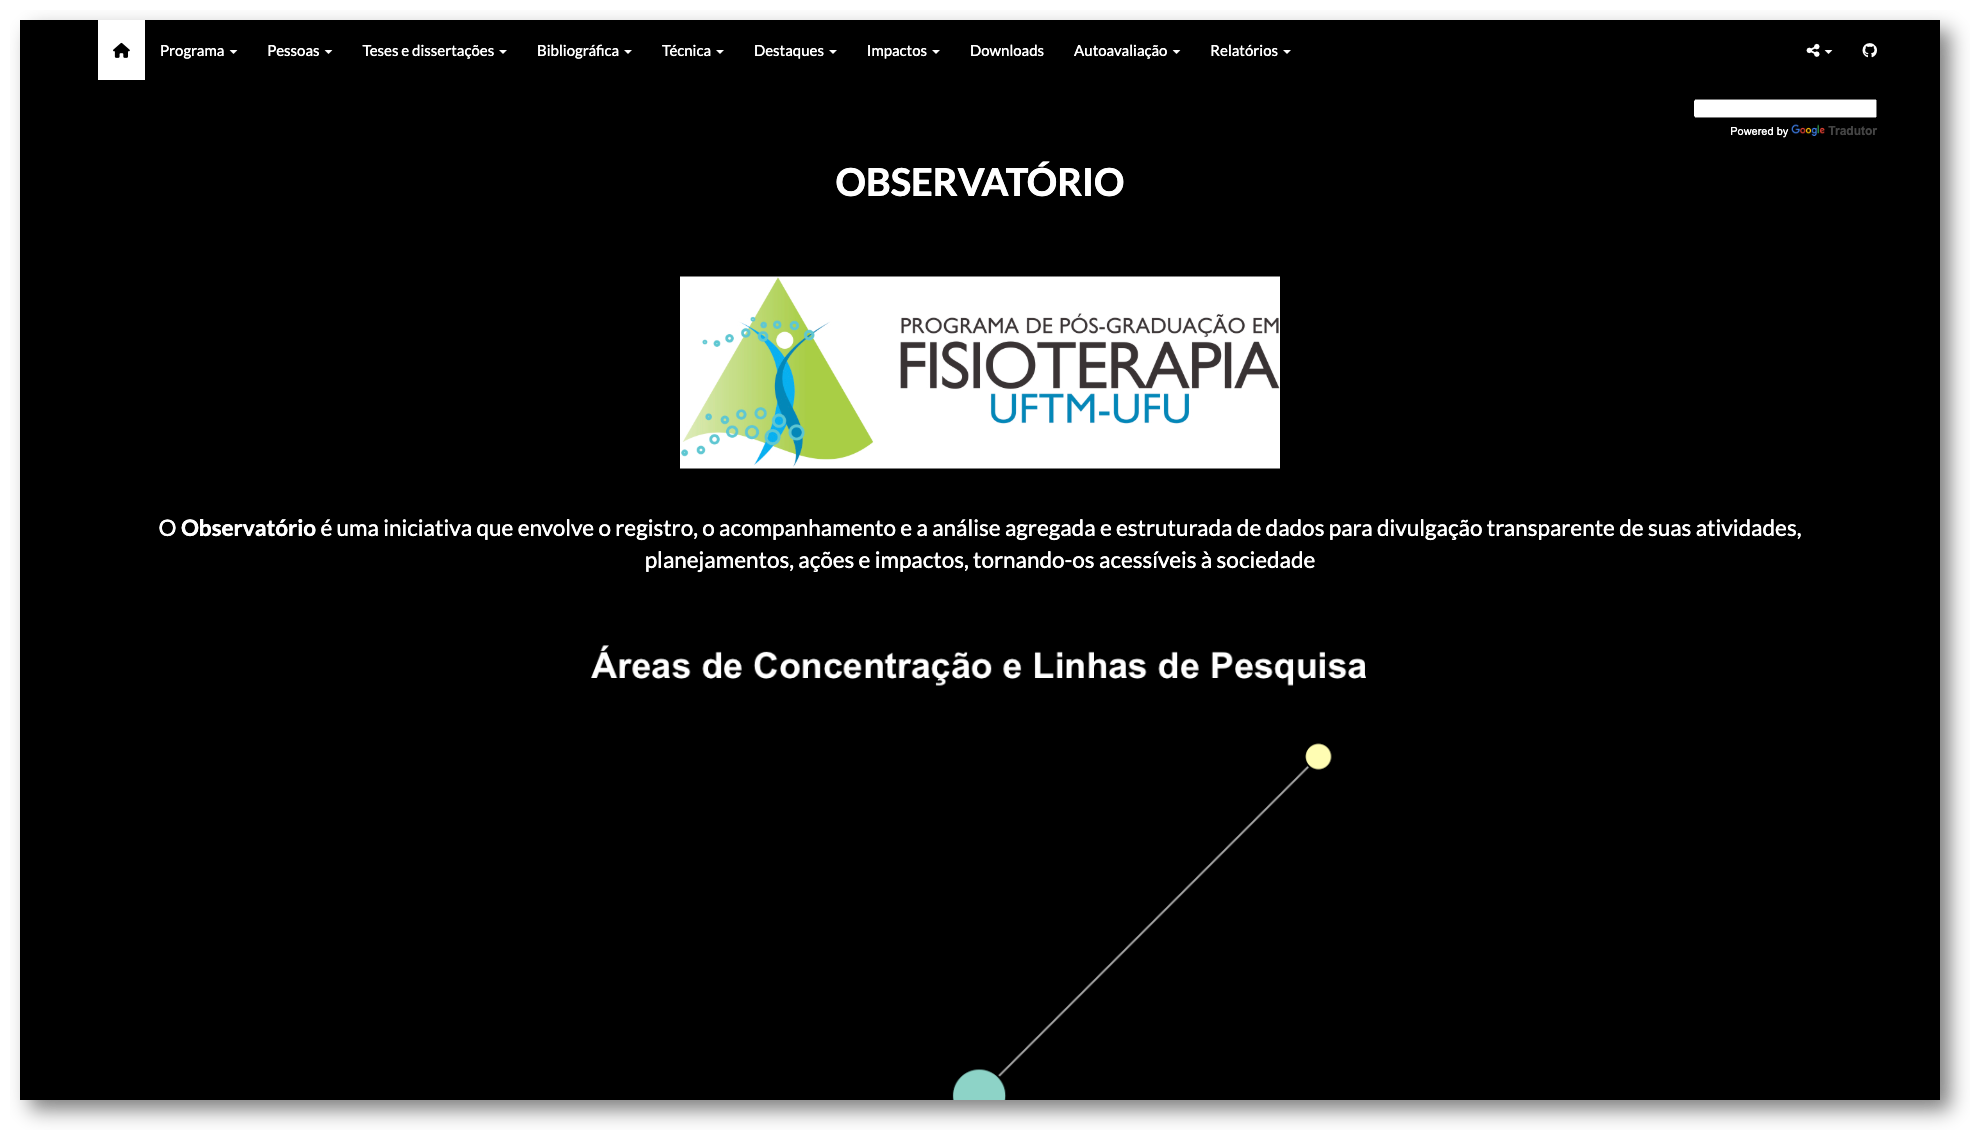 Programa Pessoas Teses e dissertações Bibliográfica Técnica Destaques Impactos Downloads Autoavaliação Relatórios
Powered by Google Tradutor
OBSERVATÓRIO
PROGRAMA DE PÓS-GRADUAÇÃO EM
FISIOTERAPIA
UFTM-UFU
O Observatório é uma iniciativa que envolve o registro, o acompanhamento e a análise agregada e estruturada de dados para divulgação transparente de suas atividades,
planejamentos, ações e impactos, tornando-os acessíveis à sociedade
Áreas de Concentração e Linhas de Pesquisa